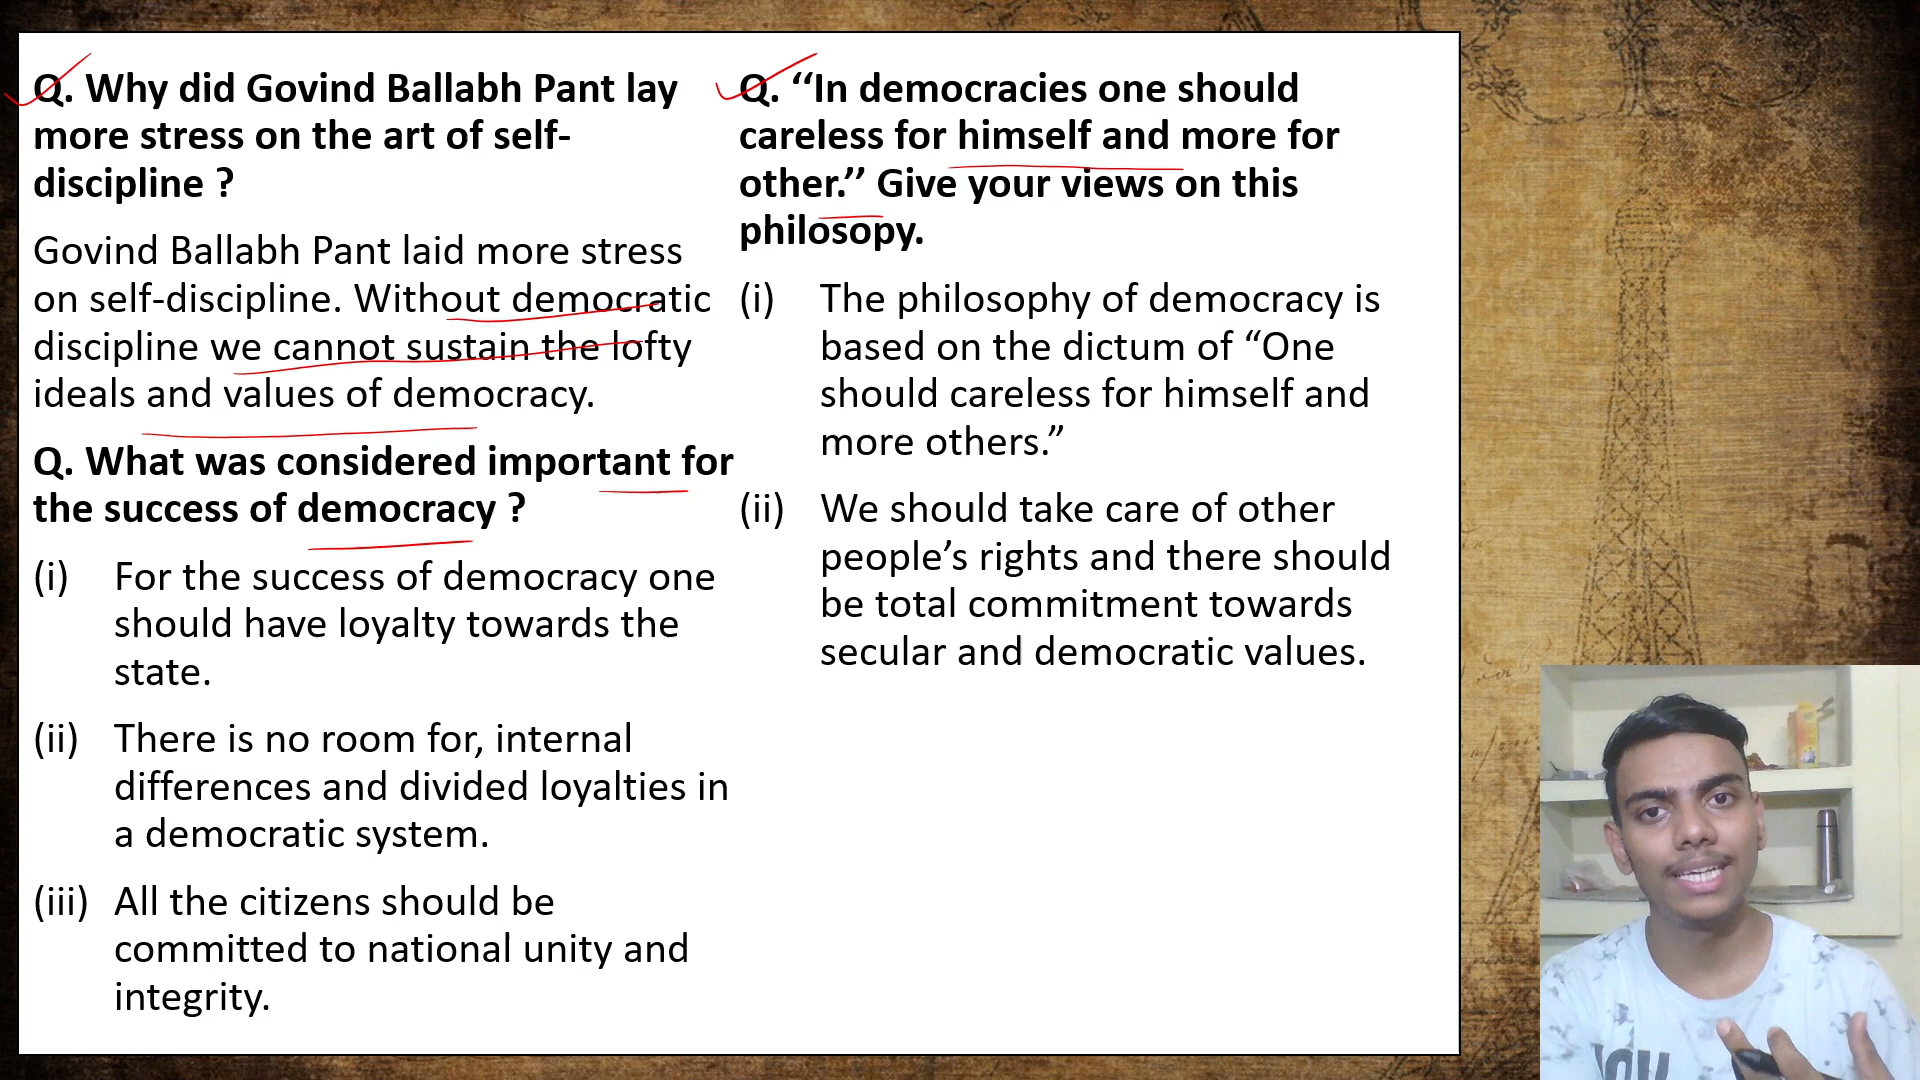 Q. Why did Govind Ballabh Pant lay
more stress on the art of self-
discipline ?
Govind Ballabh Pant laid more stress
on self-discipline. Without democratic
discipline we cannot sustain the lofty
ideals and values of democracy.
Q. What was considered important for
the success of democracy ?
(i) For the success of democracy one
should have loyalty towards the
state.
(ii) There is no room for, internal
differences and divided loyalties in
a democratic system.
(iii) All the citizens should be
committed to national unity and
integrity.
Q. ‘‘In democracies one should
careless for himself and more for
other.’’ Give your views on this
philosopy.
(i) The philosophy of democracy is
based on the dictum of “One
should careless for himself and
more others.”
(ii) We should take care of other
people’s rights and there should
be total commitment towards
secular and democratic values.